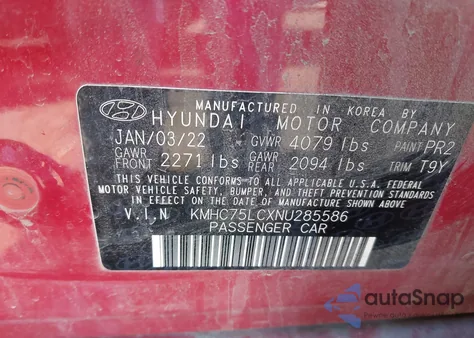 MANUFACTURED IN KOREA BY
HYUNDAI MOTOR COMPANY
JAN/03/22 GVWR 4079 lbs PAINT PR2
GAWR FRONT 2271 lbs GAWR REAR 2094 lbs TRIM T9Y
THIS VEHICLE CONFORMS TO ALL APPLICABLE U.S.A. FEDERAL
MOTOR VEHICLE SAFETY, BUMPER, AND THEFT PREVENTION
STANDARDS IN EFFECT ON THE DATE OF MANUFACTURE SHOWN ABOVE.
V.I.N KMHC75LCXNU285586
PASSENGER CAR
autoSnap